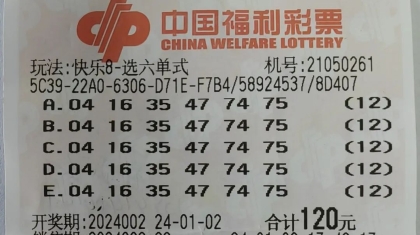 中国福利彩票
CHINA WELFARE LOTTERY
玩法:快乐8-选六单式 机号:21050261
5C39-22A0-6306-D71E-F7B4/58924537/8D407
A.04 16 35 47 74 75 (12)
B.04 16 35 47 74 75 (12)
C.04 16 35 47 74 75 (12)
D.04 16 35 47 74 75 (12)
E.04 16 35 47 74 75 (12)
开奖期:2024002 24-01-02 合计120元